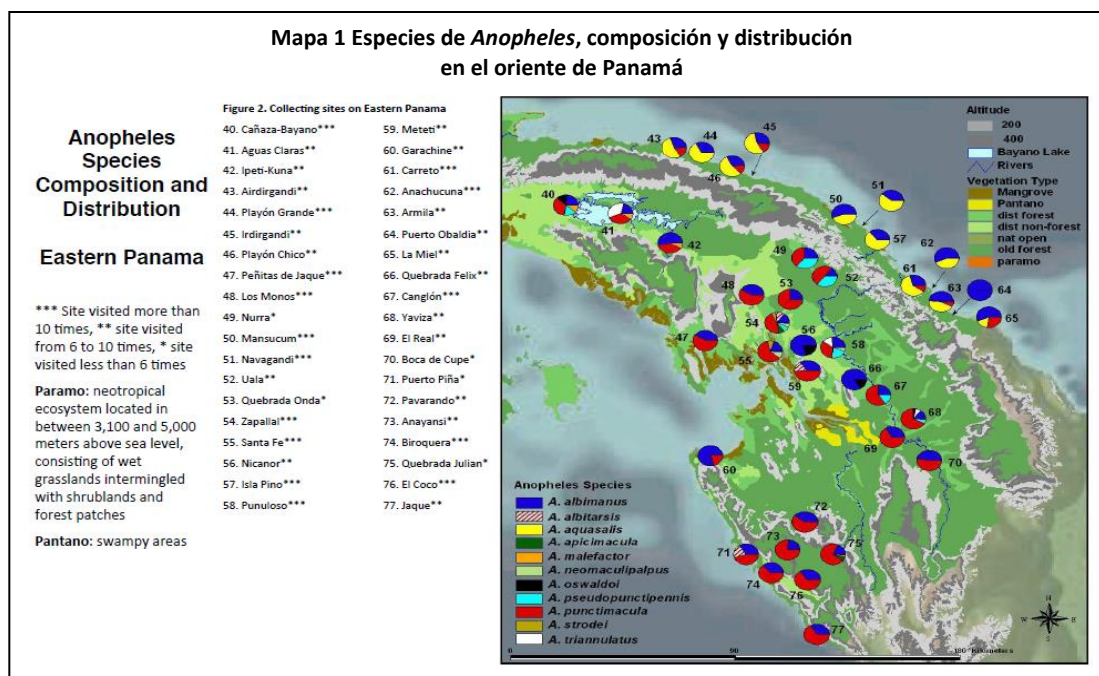 Mapa 1 Especies de Anopheles, composición y distribución
en el oriente de Panamá
Anopheles
Species
Composition and
Distribution
Eastern Panama
*** Site visited more than
10 times, ** site visited
from 6 to 10 times, * site
visited less than 6 times
Paramo: neotropical
ecosystem located in
between 3,100 and 5,000
meters above sea level,
consisting of wet
grasslands intermingled
with shrublands and
forest patches
Pantano: swampy areas
Figure 2. Collecting sites on Eastern Panama
40. Cañaza-Bayano***
41. Aguas Claras**
42. Ipeti-Kuna**
43. Airdirgandi**
44. Playón Grande***
45. Irdirgandi**
46. Playón Chico**
47. Peñitas de Jaque***
48. Los Monos***
49. Nurra*
50. Mansucum***
51. Navagandi***
52. Uala**
53. Quebrada Onda*
54. Zapallal***
55. Santa Fe***
56. Nicanor**
57. Isla Pino***
58. Punuloso***
59. Meteti**
60. Garachine**
61. Carreto***
62. Anachucuna***
63. Armila**
64. Puerto Obaldia**
65. La Miel**
66. Quebrada Felix**
67. Canglón***
68. Yaviza**
69. El Real**
70. Boca de Cupe*
71. Puerto Piña*
72. Pavarando**
73. Anayansi**
74. Biroquera***
75. Quebrada Julian*
76. El Coco***
77. Jaque**
Altitude
200
400
Bayano Lake
Rivers
Vegetation Type
Mangrove
Pantano
dist forest
dist non-forest
nat open
old forest
paramo
43
44
45
46
40
41
42
50
51
57
62
61
63
64
65
49
52
48
53
54
47
55
56
58
59
66
67
68
69
70
60
72
73
71
75
74
76
77
Anopheles Species
A. albimanus
A. albitarsis
A. aquasalis
A. apicimacula
A. malefactor
A. neomaculipalpus
A. oswaldoi
A. pseudopunctipennis
A. punctimacula
A. strodei
A. triannulatus
0
90
180 Kilometers
N
W
E
S